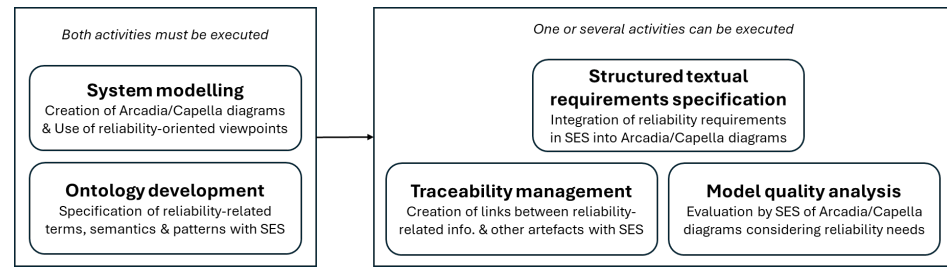 Both activities must be executed
System modelling
Creation of Arcadia/Capella diagrams
& Use of reliability-oriented viewpoints
Ontology development
Specification of reliability-related
terms, semantics & patterns with SES
One or several activities can be executed
Structured textual
requirements specification
Integration of reliability requirements
in SES into Arcadia/Capella diagrams
Traceability management
Creation of links between reliability-
related info. & other artefacts with SES
Model quality analysis
Evaluation by SES of Arcadia/Capella
diagrams considering reliability needs